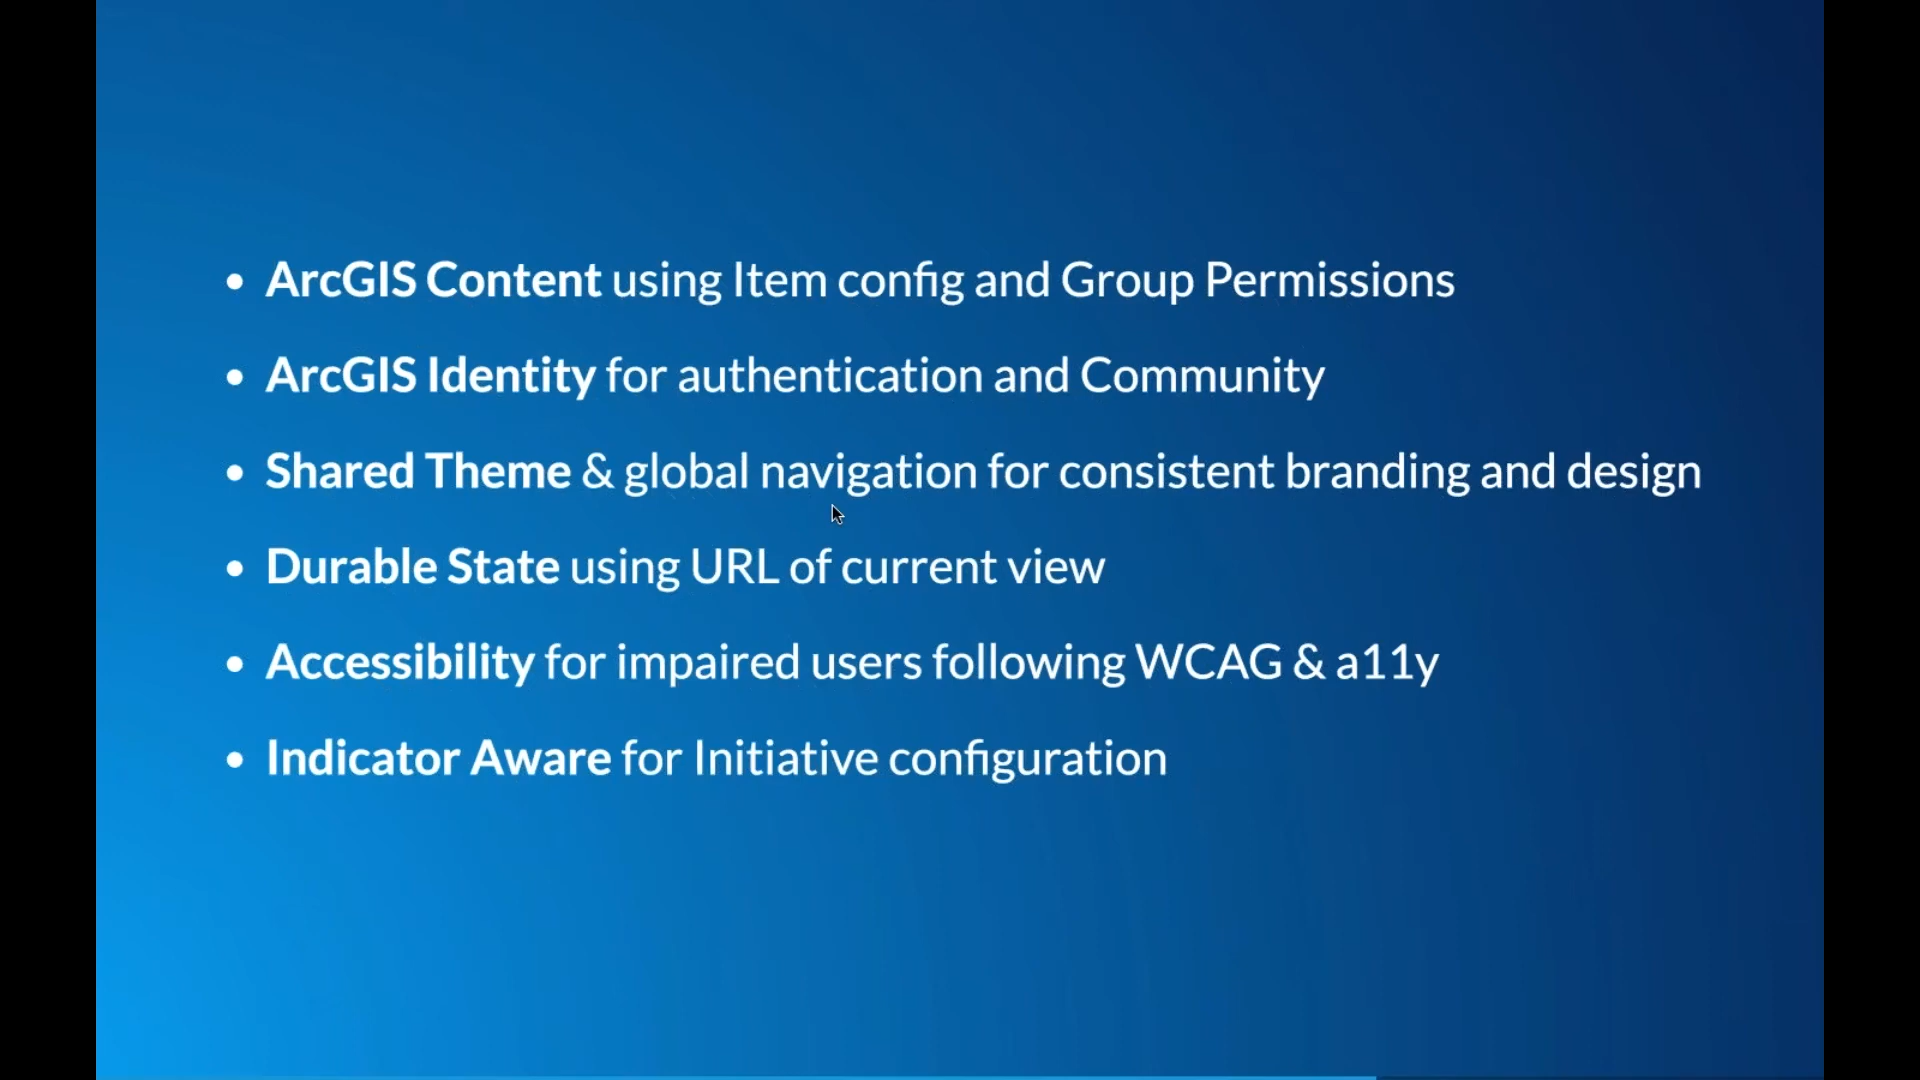 • ArcGIS Content using Item config and Group Permissions
• ArcGIS Identity for authentication and Community
• Shared Theme & global navigation for consistent branding and design
• Durable State using URL of current view
• Accessibility for impaired users following WCAG & a11y
• Indicator Aware for Initiative configuration